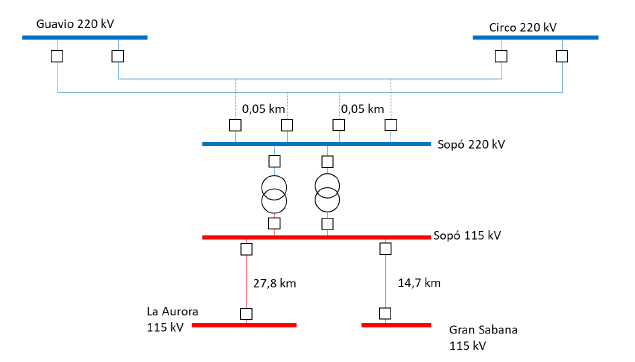 Guavio 220 kV
Circo 220 kV
0,05 km
0,05 km
Sopó 220 kV
Sopó 115 kV
27,8 km
14,7 km
La Aurora
115 kV
Gran Sabana
115 kV